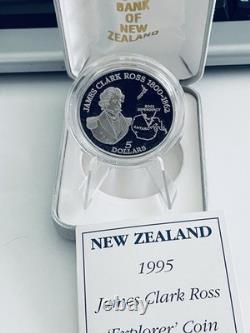 BANK OF
NEW ZEALAND
JAMES CLARK ROSS 1800-1862
ROSS
DEPENDENCY
5
DOLLARS
NEW ZEALAND
1995
James Clark Ross
'Explorer' Coin